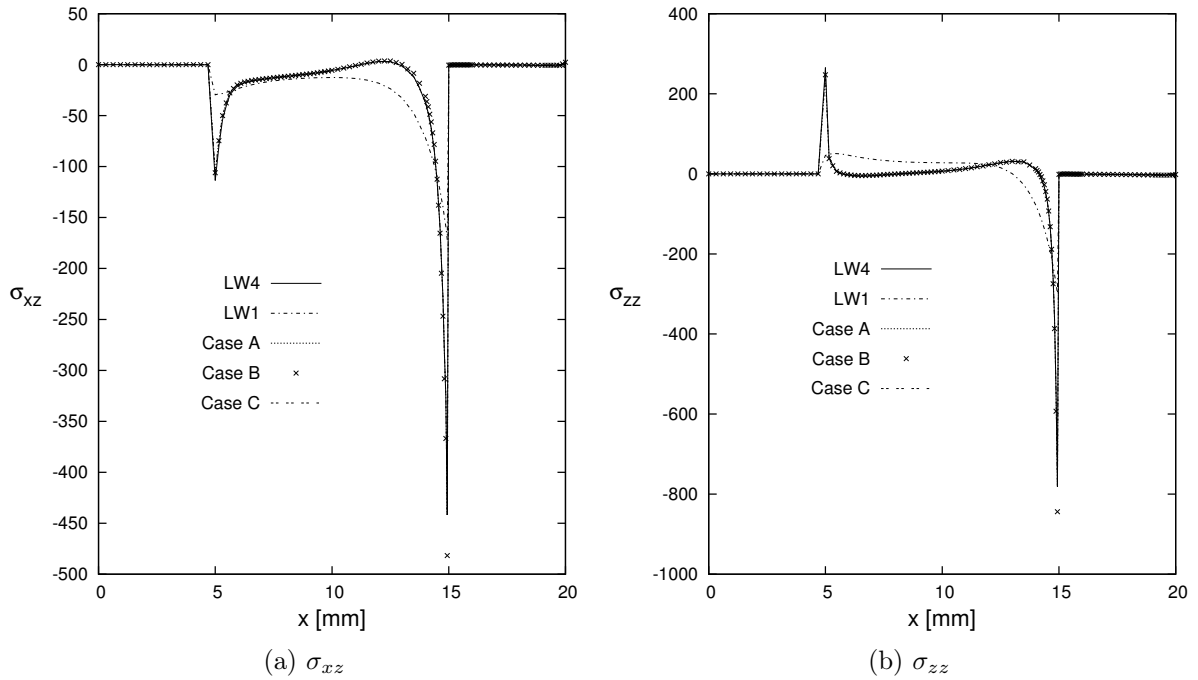 50
0
-50
-100
-150
-200
-250
-300
-350
-400
-450
-500
σxz
LW4
LW1
Case A
Case B
Case C
0
5
10
15
20
x [mm]
(a) σxz
400
200
0
-200
-400
-600
-800
-1000
σzz
LW4
LW1
Case A
Case B
Case C
0
5
10
15
20
x [mm]
(b) σzz